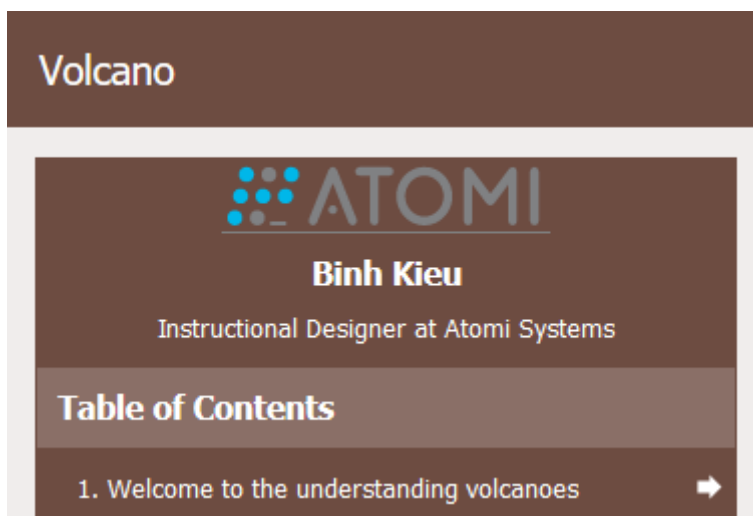 Volcano
ATOMI
Binh Kieu
Instructional Designer at Atomi Systems
Table of Contents
1. Welcome to the understanding volcanoes